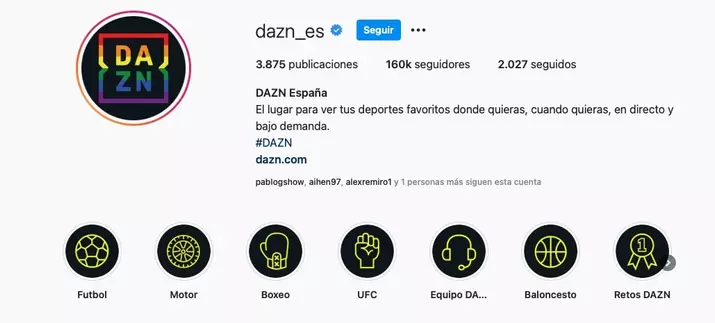 DA
ZN
dazn_es
Seguir
3.875 publicaciones 160k seguidores 2.027 seguidos
DAZN España
El lugar para ver tus deportes favoritos donde quieras, cuando quieras, en directo y
bajo demanda.
#DAZN
dazn.com
pablogshow, aihen97, alexremiro1 y 1 personas más siguen esta cuenta
1
Futbol Motor Boxeo UFC Equipo DA... Baloncesto Retos DAZN